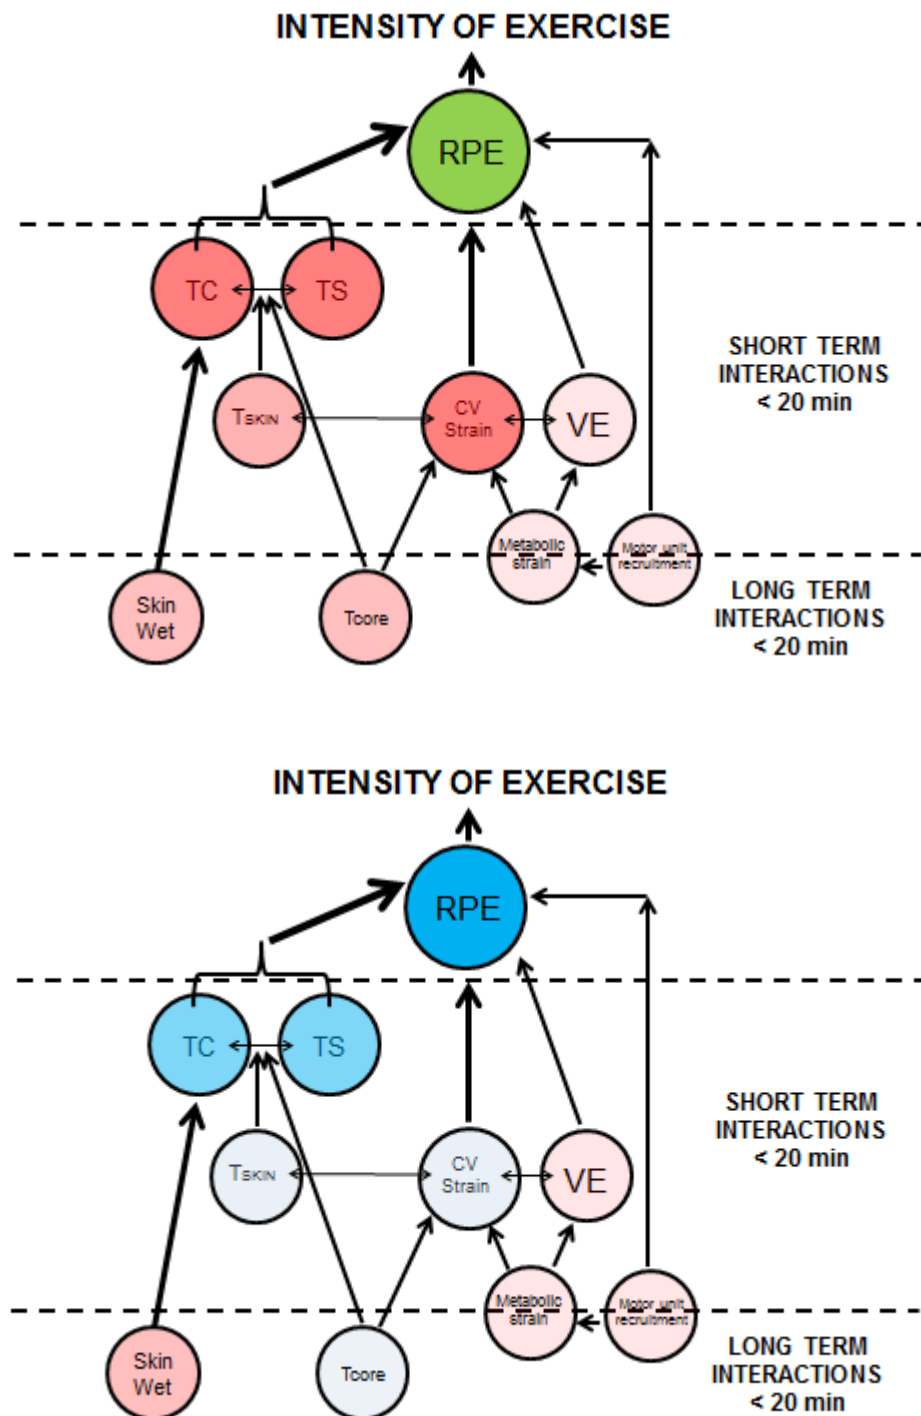 INTENSITY OF EXERCISE
RPE
TC
TS
SHORT TERM
INTERACTIONS
< 20 min
TSKIN
CV
Strain
VE
Metabolic
strain
Motor unit
recruitment
Skin
Wet
Tcore
LONG TERM
INTERACTIONS
< 20 min
INTENSITY OF EXERCISE
RPE
TC
TS
SHORT TERM
INTERACTIONS
< 20 min
TSKIN
CV
Strain
VE
Metabolic
strain
Motor unit
recruitment
Skin
Wet
Tcore
LONG TERM
INTERACTIONS
< 20 min